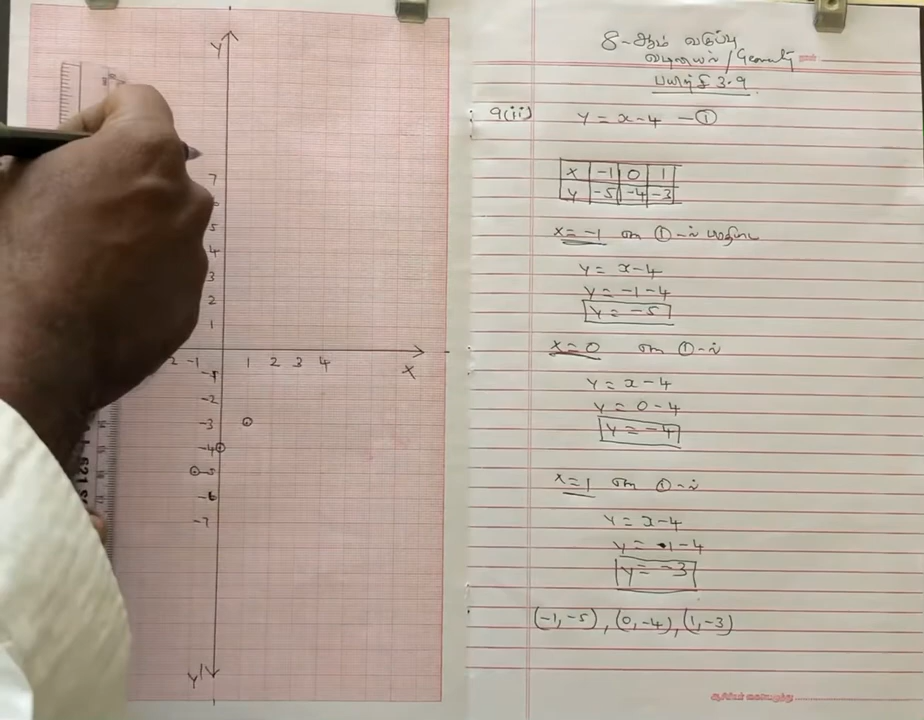 8-ஆம் வகுப்பு
வடிவியல் / Geometry
பயிற்சி 3.9
9(ii) y = x-4 -①
x -1 0 1
y -5 -4 -3
x=-1 என ①-ல் பிரதியிட
y = x-4
y = -1-4
y = -5
x=0 என ①-ல்
y = x-4
y = 0-4
y = -4
x=1 என ①-ல்
y = x-4
y = 1-4
y = -3
(-1,-5), (0,-4), (1,-3)
y
7
5
4
3
2
1
2 -1 1 2 3 4
x
-1
-2
-3
-4
-5
-6
-7
y'